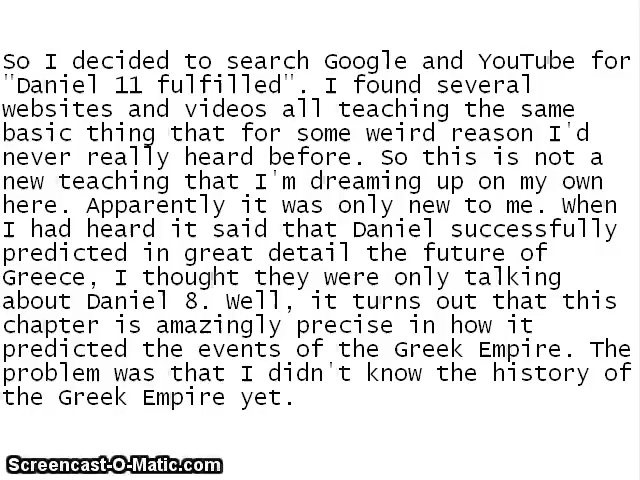 So I decided to search Google and YouTube for
"Daniel 11 fulfilled". I found several
websites and videos all teaching the same
basic thing that for some weird reason I'd
never really heard before. So this is not a
new teaching that I'm dreaming up on my own
here. Apparently it was only new to me. When
I had heard it said that Daniel successfully
predicted in great detail the future of
Greece, I thought they were only talking
about Daniel 8. Well, it turns out that this
chapter is amazingly precise in how it
predicted the events of the Greek Empire. The
problem was that I didn't know the history of
the Greek Empire yet.
Screencast-O-Matic.com